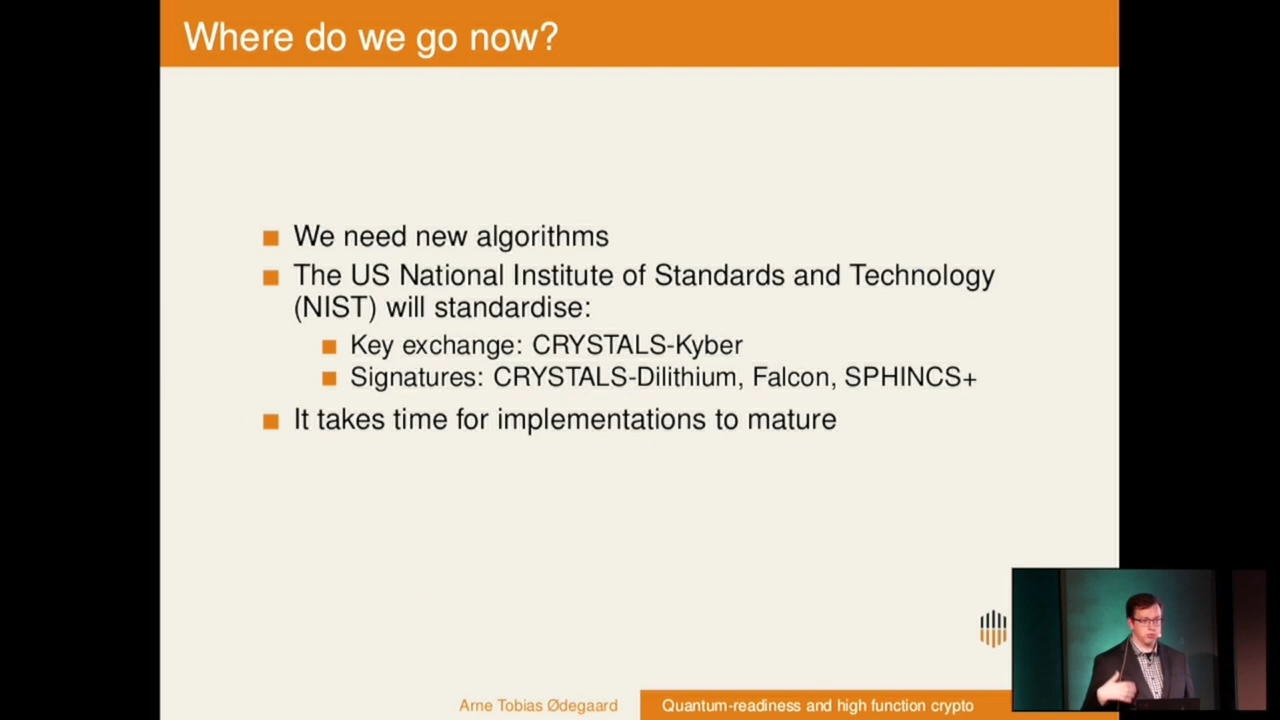 Where do we go now?
We need new algorithms
The US National Institute of Standards and Technology
(NIST) will standardise:
Key exchange: CRYSTALS-Kyber
Signatures: CRYSTALS-Dilithium, Falcon, SPHINCS+
It takes time for implementations to mature
Arne Tobias Ødegaard
Quantum-readiness and high function crypto